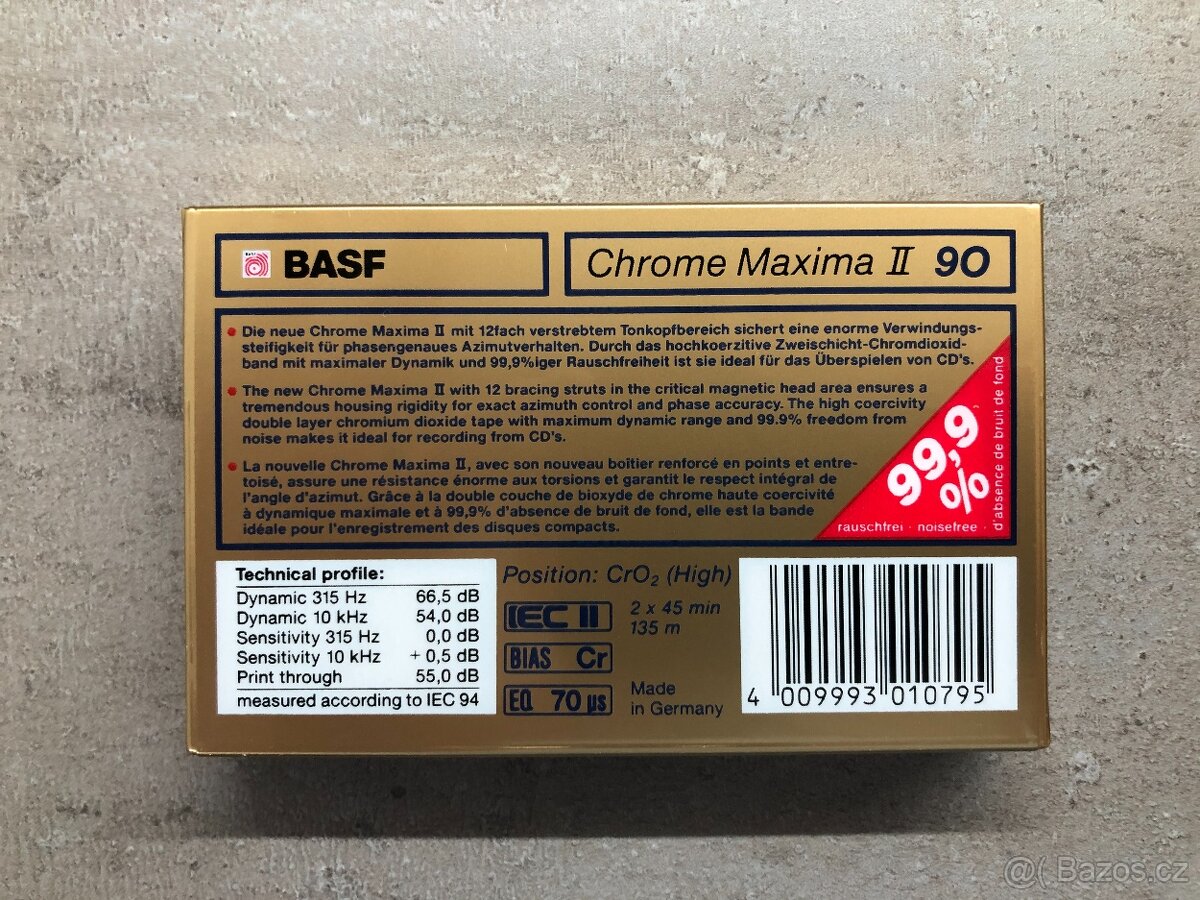 BASF
Chrome Maxima II 90
• Die neue Chrome Maxima II mit 12fach verstrebtem Tonkopfbereich sichert eine enorme Verwindungs-
steifigkeit für phasengenaues Azimutverhalten. Durch das hochkoerzitive Zweischicht-Chromdioxid-
band mit maximaler Dynamik und 99,9%iger Rauschfreiheit ist sie ideal für das Überspielen von CD's.
• The new Chrome Maxima II with 12 bracing struts in the critical magnetic head area ensures a
tremendous housing rigidity for exact azimuth control and phase accuracy. The high coercivity
double layer chromium dioxide tape with maximum dynamic range and 99.9% freedom from
noise makes it ideal for recording from CD's.
• La nouvelle Chrome Maxima II, avec son nouveau boîtier renforcé en points et entre-
toisé, assure une résistance énorme aux torsions et garantit le respect intégral de
l'angle d'azimut. Grâce à la double couche de bioxyde de chrome haute coercivité
à dynamique maximale et à 99,9% d'absence de bruit de fond, elle est la bande
idéale pour l'enregistrement des disques compacts.
99,9
%
rauschfrei · noisefree ·
d'absence de bruit de fond
Technical profile:
Dynamic 315 Hz 66,5 dB
Dynamic 10 kHz 54,0 dB
Sensitivity 315 Hz 0,0 dB
Sensitivity 10 kHz + 0,5 dB
Print through 55,0 dB
measured according to IEC 94
Position: CrO₂ (High)
IEC II
2 x 45 min
135 m
BIAS Cr
EQ 70 µs
Made
in Germany
4 009993 010795
@( Bazos.cz